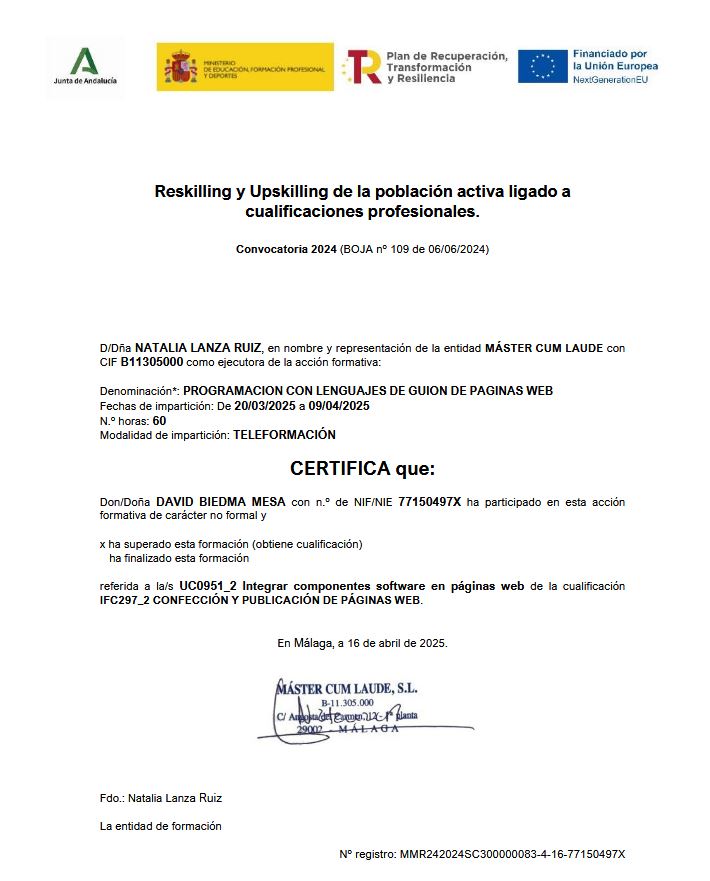 Junta de Andalucía
MINISTERIO
DE EDUCACIÓN, FORMACIÓN PROFESIONAL
Y DEPORTES
Plan de Recuperación,
Transformación
y Resiliencia
Financiado por
la Unión Europea
NextGenerationEU
Reskilling y Upskilling de la población activa ligado a
cualificaciones profesionales.
Convocatoria 2024 (BOJA nº 109 de 06/06/2024)
D/Dña NATALIA LANZA RUIZ, en nombre y representación de la entidad MÁSTER CUM LAUDE con
CIF B11305000 como ejecutora de la acción formativa:
Denominación*: PROGRAMACION CON LENGUAJES DE GUION DE PAGINAS WEB
Fechas de impartición: De 20/03/2025 a 09/04/2025
N.º horas: 60
Modalidad de impartición: TELEFORMACIÓN
CERTIFICA que:
Don/Doña DAVID BIEDMA MESA con n.º de NIF/NIE 77150497X ha participado en esta acción
formativa de carácter no formal y
x ha superado esta formación (obtiene cualificación)
ha finalizado esta formación
referida a la/s UC0951_2 Integrar componentes software en páginas web de la cualificación
IFC297_2 CONFECCIÓN Y PUBLICACIÓN DE PÁGINAS WEB.
En Málaga, a 16 de abril de 2025.
MÁSTER CUM LAUDE, S.L.
B-11.305.000
C/ planta
29002 - MÁLAGA
Fdo.: Natalia Lanza Ruiz
La entidad de formación
Nº registro: MMR242024SC300000083-4-16-77150497X